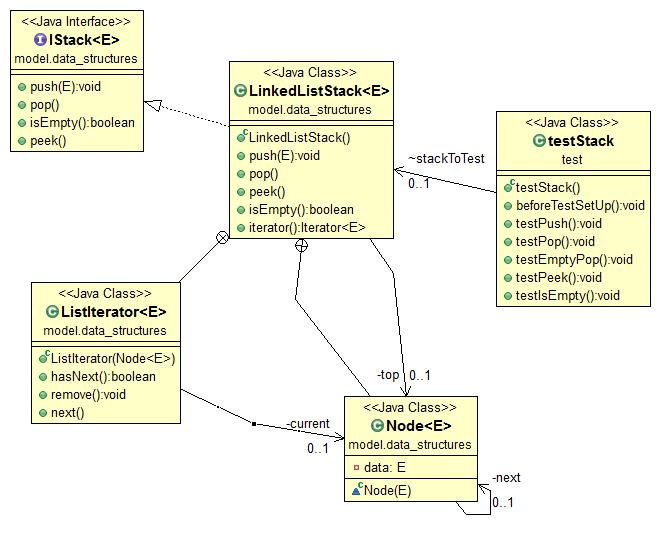 <<Java Interface>>
IStack<E>
model.data_structures
push(E):void
pop()
isEmpty():boolean
peek()
<<Java Class>>
LinkedListStack<E>
model.data_structures
LinkedListStack()
push(E):void
pop()
peek()
isEmpty():boolean
iterator():Iterator<E>
~stackToTest
0..1
<<Java Class>>
testStack
test
testStack()
beforeTestSetUp():void
testPush():void
testPop():void
testEmptyPop():void
testPeek():void
testIsEmpty():void
<<Java Class>>
ListIterator<E>
model.data_structures
ListIterator(Node<E>)
hasNext():boolean
remove():void
next()
-top
0..1
-current
0..1
<<Java Class>>
Node<E>
model.data_structures
data: E
Node(E)
-next
0..1